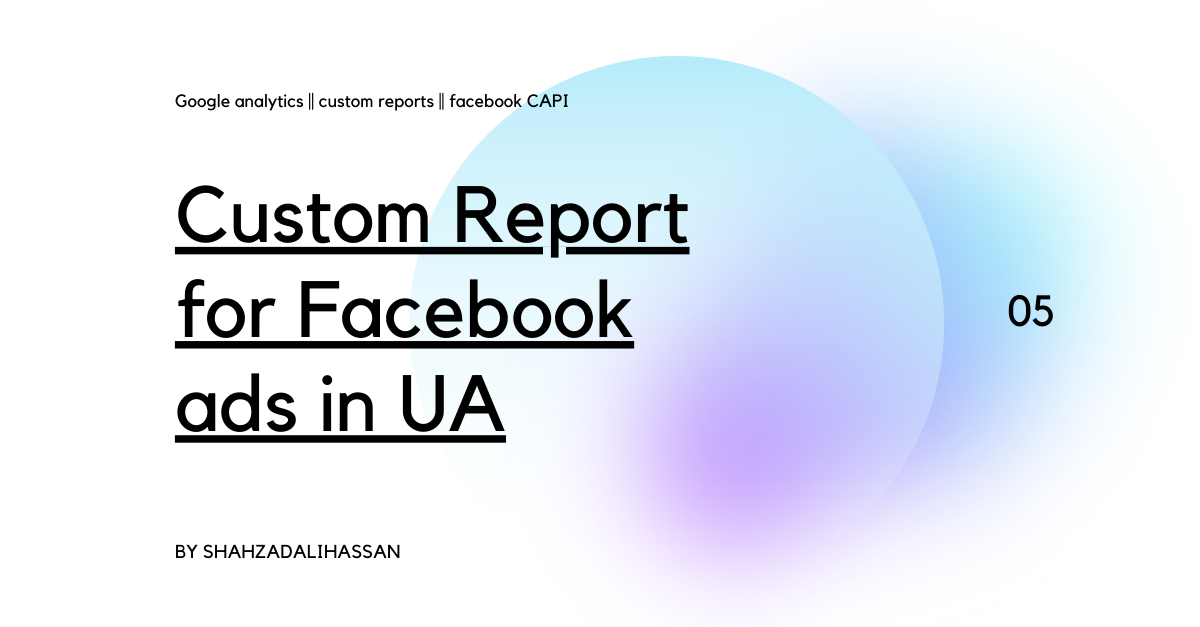 Google analytics || custom reports || facebook CAPI
Custom Report
for Facebook
ads in UA
05
BY SHAHZADALIHASSAN